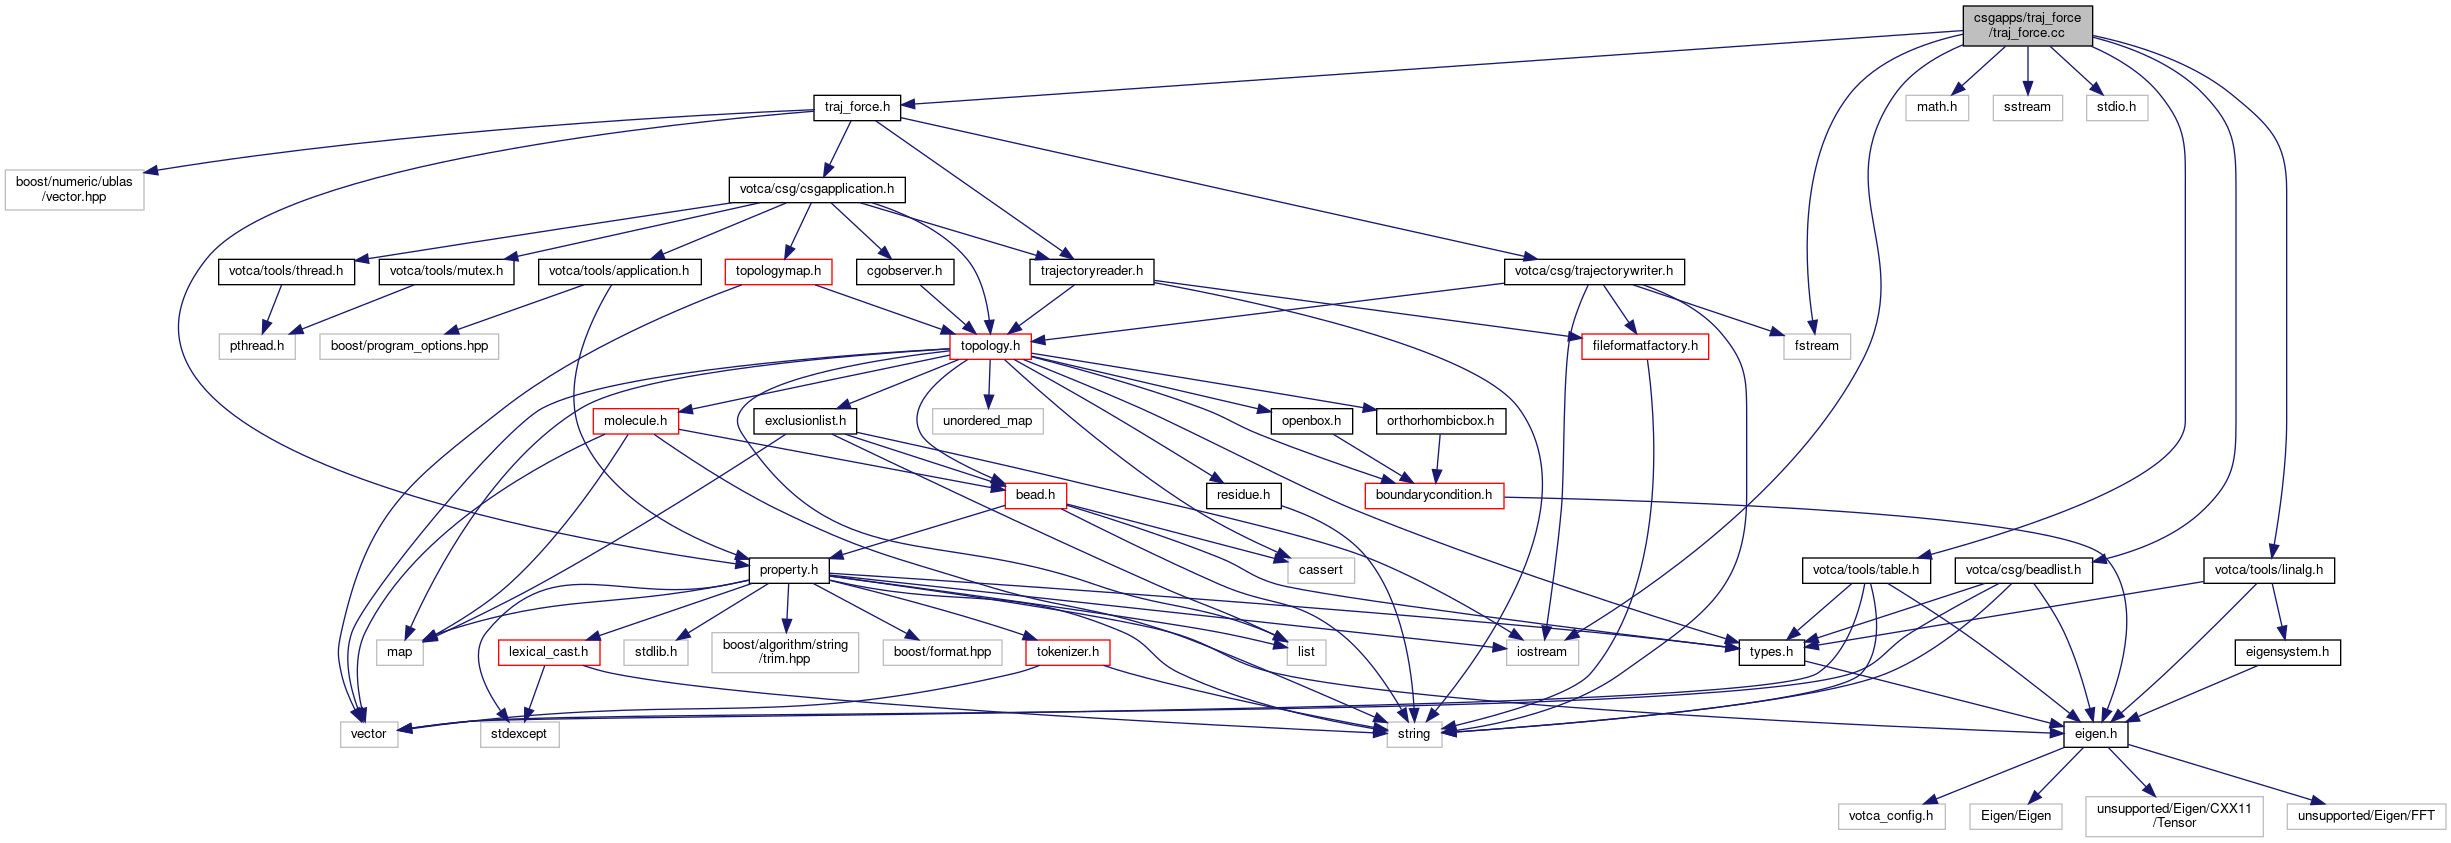 csgapps/traj_force
/traj_force.cc
traj_force.h
math.h
sstream
stdio.h
boost/numeric/ublas
/vector.hpp
votca/csg/csgapplication.h
votca/tools/thread.h
votca/tools/mutex.h
votca/tools/application.h
topologymap.h
cgobserver.h
trajectoryreader.h
votca/csg/trajectorywriter.h
pthread.h
boost/program_options.hpp
topology.h
fileformatfactory.h
fstream
molecule.h
exclusionlist.h
unordered_map
openbox.h
orthorhombicbox.h
bead.h
residue.h
boundarycondition.h
property.h
cassert
votca/tools/table.h
votca/csg/beadlist.h
votca/tools/linalg.h
map
lexical_cast.h
stdlib.h
boost/algorithm/string
/trim.hpp
boost/format.hpp
tokenizer.h
list
iostream
types.h
eigensystem.h
vector
stdexcept
string
eigen.h
votca_config.h
Eigen/Eigen
unsupported/Eigen/CXX11
/Tensor
unsupported/Eigen/FFT